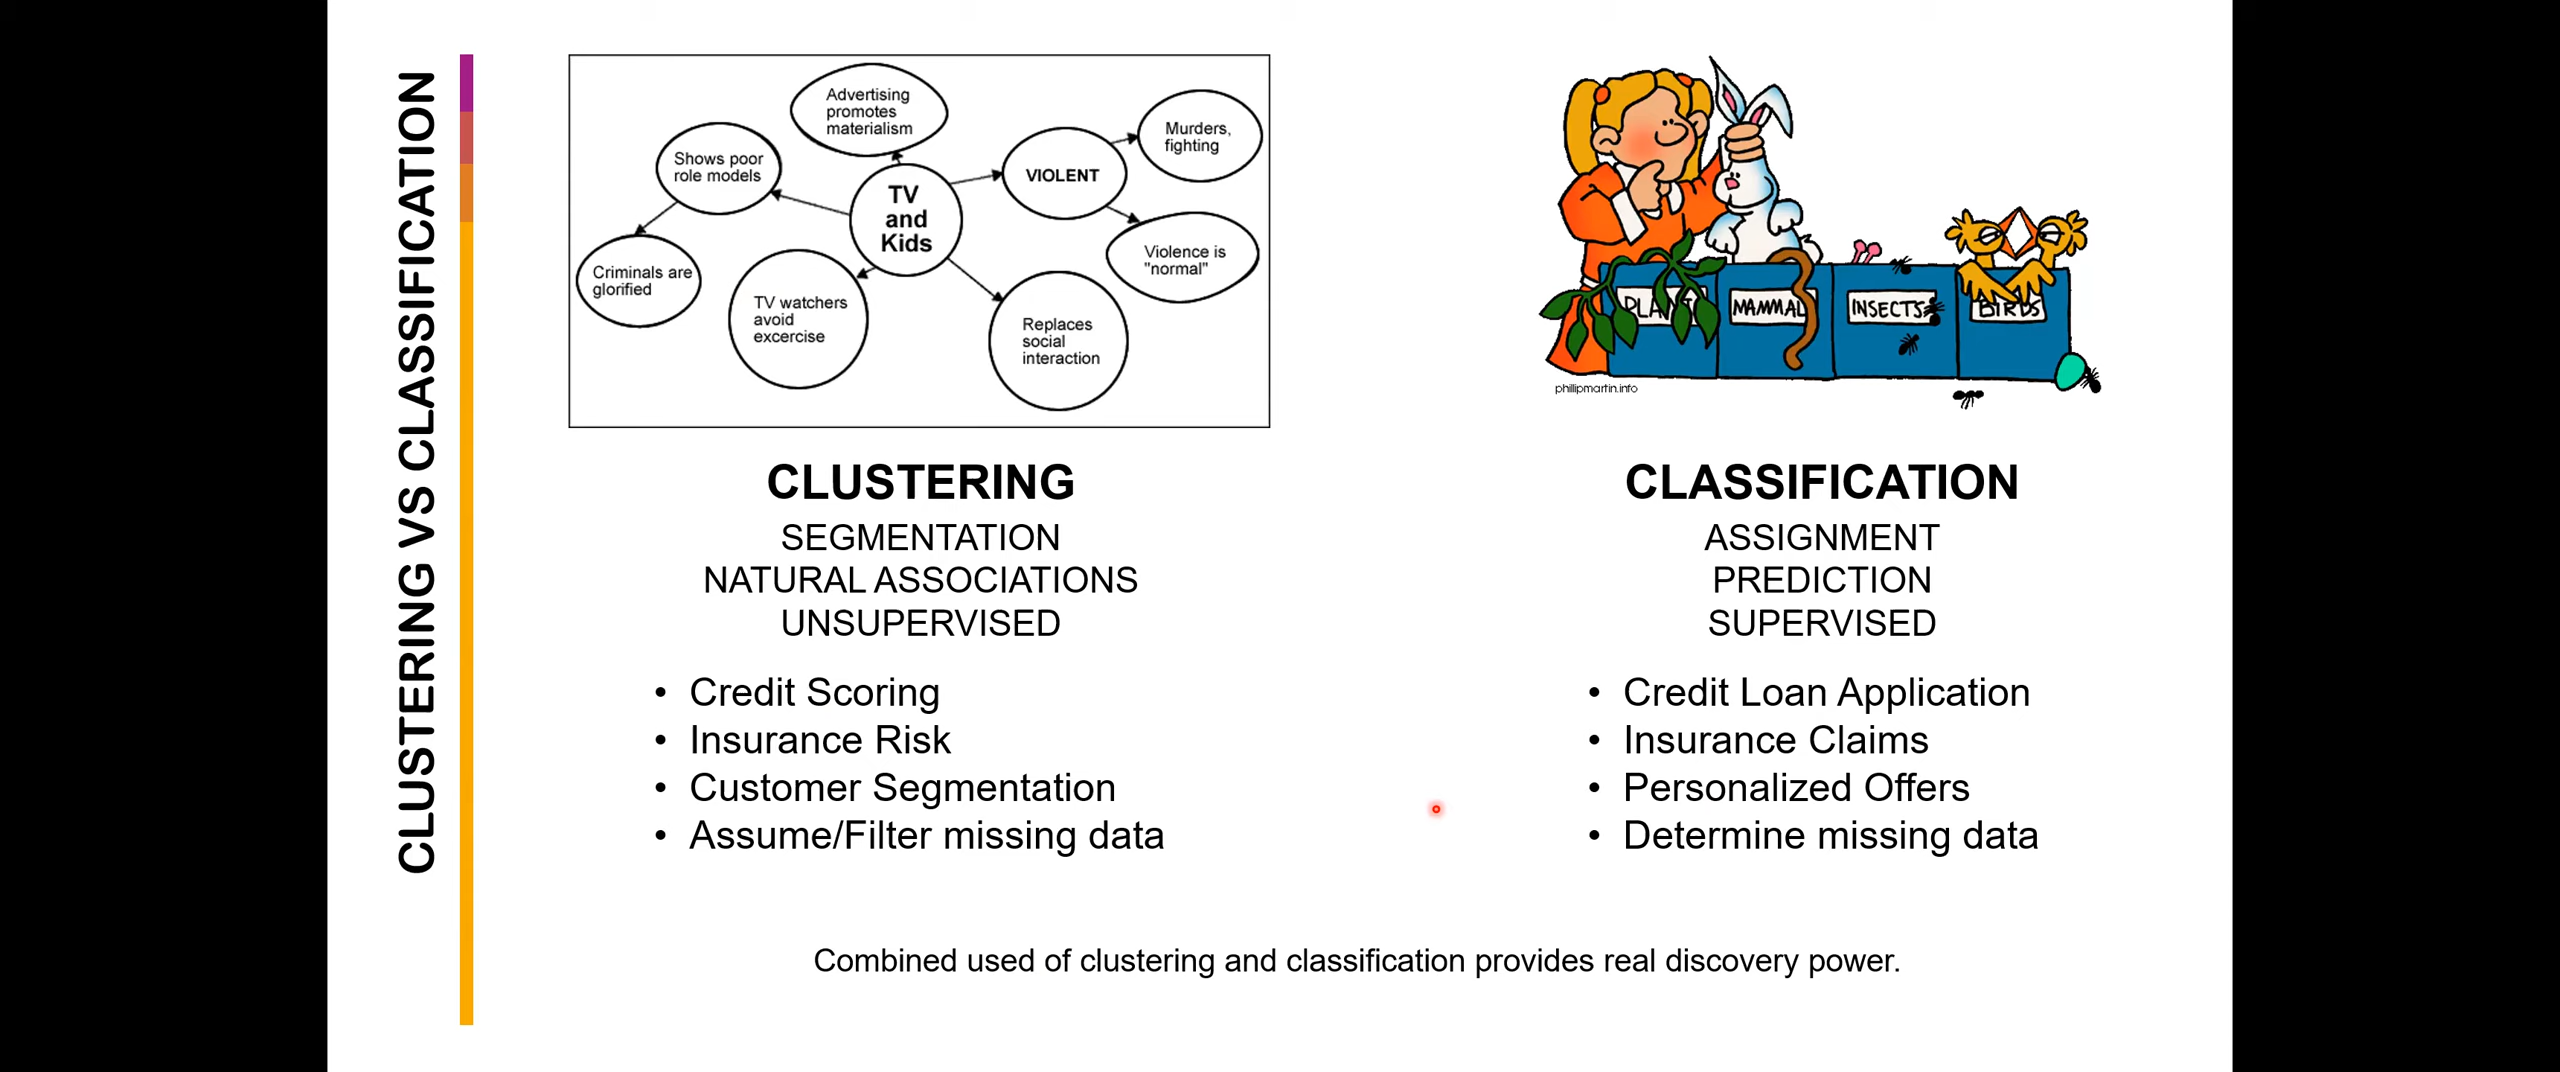 CLUSTERING VS CLASSIFICATION
Advertising
promotes
materialism
Shows poor
role models
Criminals are
glorified
TV
and
Kids
TV watchers
avoid
excercise
VIOLENT
Murders,
fighting
Violence is
"normal"
Replaces
social
interaction
MAMMAL
INSECTS
BIRDS
phillipmartin.info
CLUSTERING
SEGMENTATION
NATURAL ASSOCIATIONS
UNSUPERVISED
• Credit Scoring
• Insurance Risk
• Customer Segmentation
• Assume/Filter missing data
CLASSIFICATION
ASSIGNMENT
PREDICTION
SUPERVISED
• Credit Loan Application
• Insurance Claims
• Personalized Offers
• Determine missing data
Combined used of clustering and classification provides real discovery power.